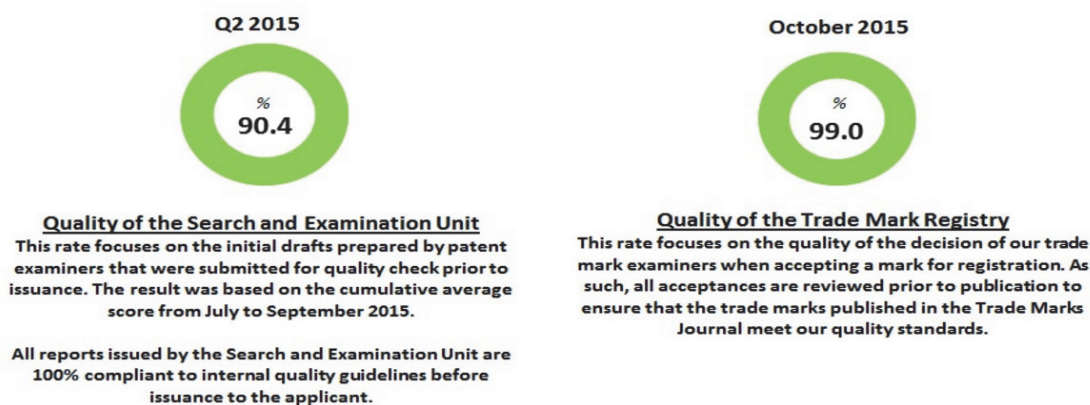 Q2 2015
%
90.4
Quality of the Search and Examination Unit
This rate focuses on the initial drafts prepared by patent
examiners that were submitted for quality check prior to
issuance. The result was based on the cumulative average
score from July to September 2015.
All reports issued by the Search and Examination Unit are
100% compliant to internal quality guidelines before
issuance to the applicant.
October 2015
%
99.0
Quality of the Trade Mark Registry
This rate focuses on the quality of the decision of our trade
mark examiners when accepting a mark for registration. As
such, all acceptances are reviewed prior to publication to
ensure that the trade marks published in the Trade Marks
Journal meet our quality standards.